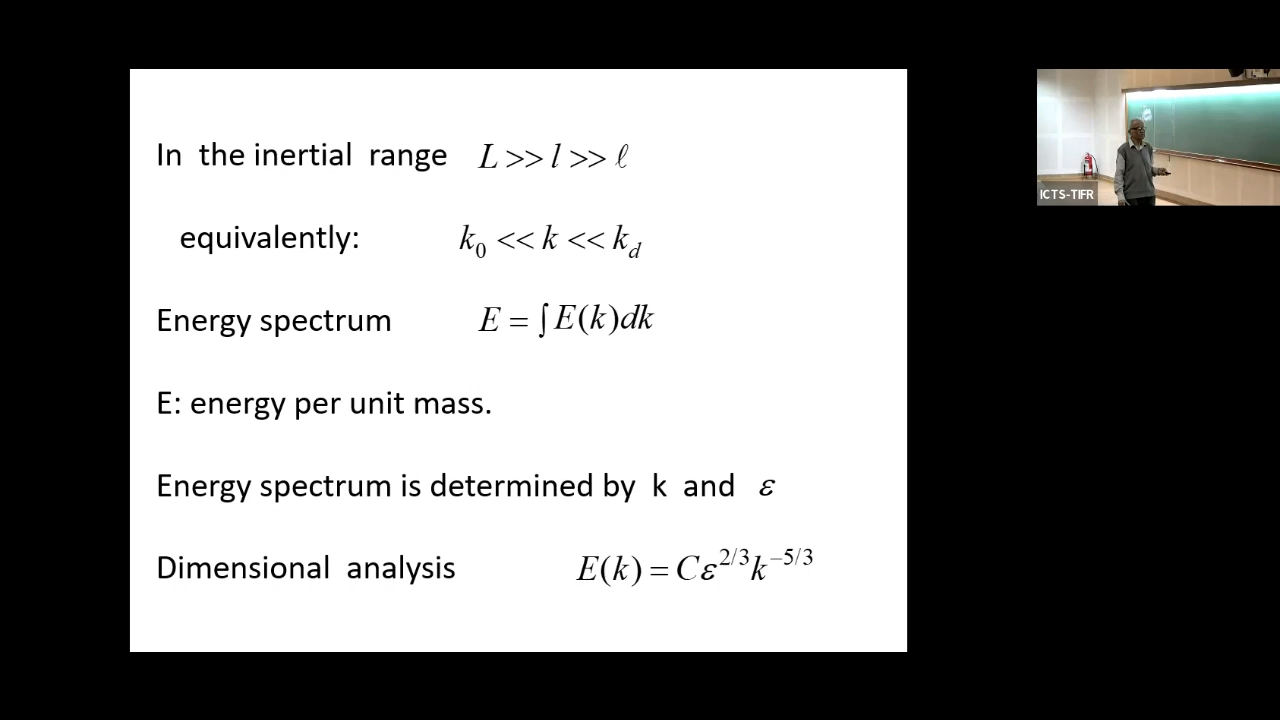 In the inertial range L >> l >> ℓ
equivalently: k₀ << k << k_d
Energy spectrum E = ∫ E(k)dk
E: energy per unit mass.
Energy spectrum is determined by k and ε
Dimensional analysis E(k) = Cε^{2/3}k^{−5/3}
ICTS-TIFR